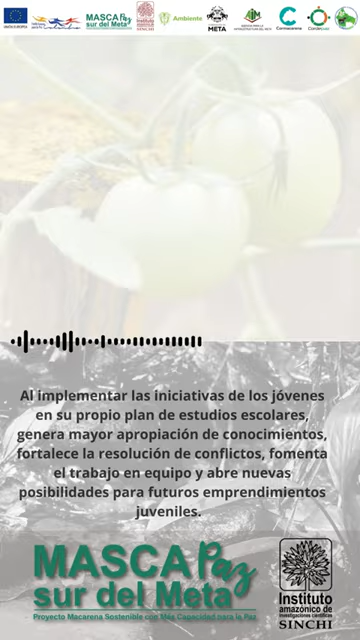 MASCA Paz
sur del Meta
SINCHI
Ambiente
META
Cormacarena
Al implementar las iniciativas de los jóvenes
en su propio plan de estudios escolares,
genera mayor apropiación de conocimientos,
fortalece la resolución de conflictos, fomenta
el trabajo en equipo y abre nuevas
posibilidades para futuros emprendimientos
juveniles.
MASCA Paz
sur del Meta
Proyecto Macarena Sostenible con Más Capacidad para la Paz
Instituto
amazónico de
investigaciones científicas
SINCHI